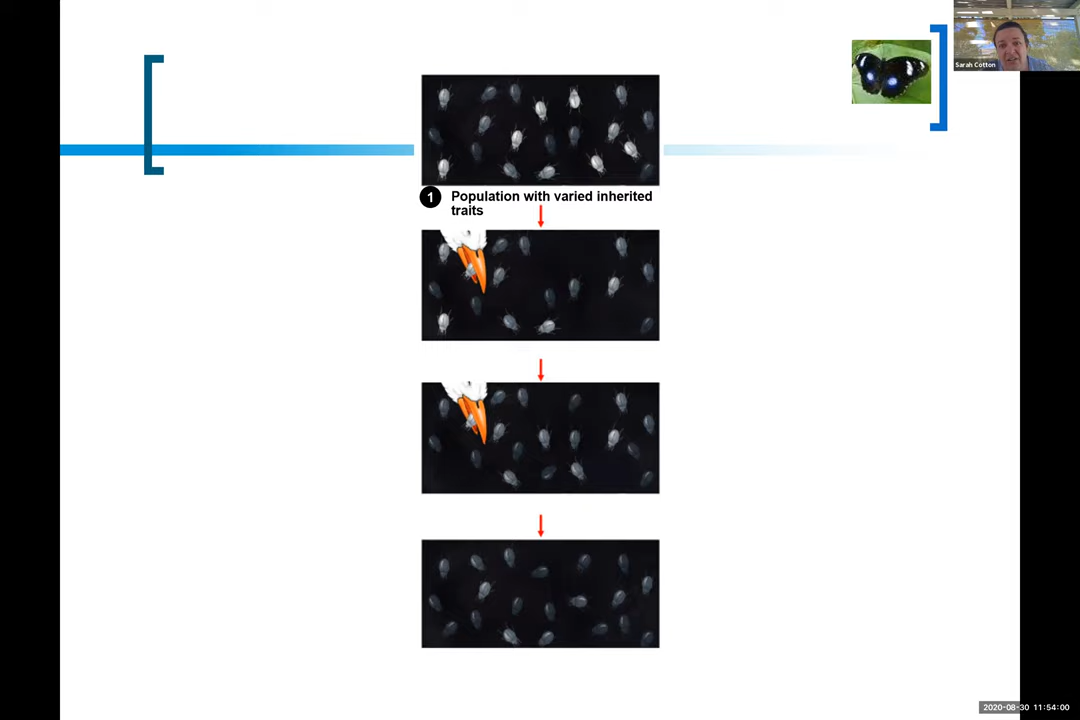 Sarah Cotton
1 Population with varied inherited
traits
2020-08-30 11:54:00